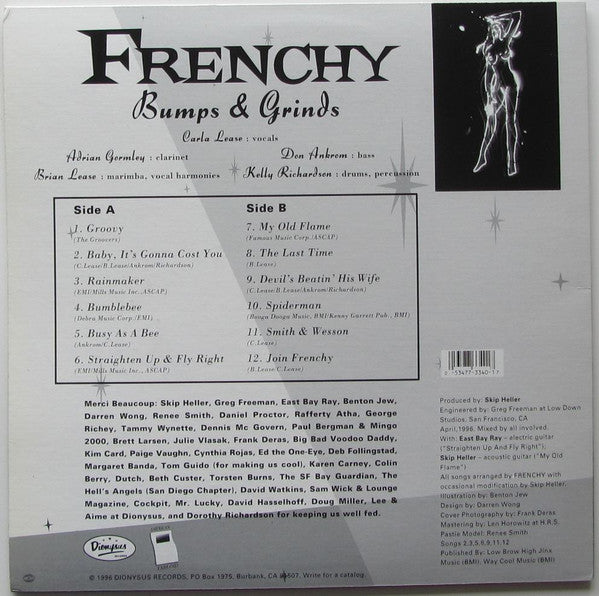 FRENCHY
Bumps & Grinds
Carla Lease : vocals
Adrian Gormley : clarinet
Don Ankrom : bass
Brian Lease : marimba, vocal harmonies
Kelly Richardson : drums, percussion
Side A
1. Groovy
(The Groovers)
2. Baby, It's Gonna Cost You
(C.Lease/B.Lease/Ankrom/Richardson)
3. Rainmaker
(EMI/Mills Music Inc.,ASCAP)
4. Bumblebee
(Debra Music Corp./EMI)
5. Busy As A Bee
(Ankrom/C.Lease)
6. Straighten Up & Fly Right
(EMI/Mills Music Inc.,ASCAP)
Side B
7. My Old Flame
(Famous Music Corp./ASCAP)
8. The Last Time
(B.Lease)
9. Devil's Beatin' His Wife
(C.Lease/B.Lease/Ankrom/Richardson)
10. Spiderman
(Booga Dooga Music, BMI/Kenny Garrett Pub., BMI)
11. Smith & Wesson
(C.Lease)
12. Join Frenchy
(B.Lease/C.Lease)
Merci Beaucoup: Skip Heller, Greg Freeman, East Bay Ray, Benton Jew,
Darren Wong, Renee Smith, Daniel Proctor, Rafferty Atha, George
Richey, Tammy Wynette, Dennis Mc Govern, Paul Bergman & Mingo
2000, Brett Larsen, Julie Vlasak, Frank Deras, Big Bad Voodoo Daddy,
Kim Card, Paige Vaughn, Cynthia Rojas, Ed the One-Eye, Deb Follingstad,
Margaret Banda, Tom Guido (for making us cool), Karen Carney, Colin
Berry, Dutch, Beth Custer, Torsten Burns, The SF Bay Guardian, The
Hell's Angels (San Diego Chapter), David Watkins, Sam Wick & Lounge
Magazine, Cockpit, Mr. Lucky, David Hasselhoff, Doug Miller, Lee &
Aime at Dionysus, and Dorothy Richardson for keeping us well fed.
0 53477-3340-1 7
Produced by: Skip Heller
Engineered by: Greg Freeman at Low Down
Studios, San Francisco, CA
April,1996. Mixed by all involved.
With: East Bay Ray – electric guitar
("Straighten Up And Fly Right"),
Skip Heller – acoustic guitar ("My Old
Flame")
All songs arranged by FRENCHY with
occasional modification by Skip Heller.
Illustration by: Benton Jew
Design by: Darren Wong
Cover Photography by: Frank Deras
Mastering by: Len Horowitz at H.R.S.
Pastie Model: Renee Smith
Songs 2,3,5,8,9,11,12
Published By: Low Brow High Jinx
Music (BMI), Way Cool Music (BMI)
Dionysus
© 1996 DIONYSUS RECORDS, PO Box 1975, Burbank, CA 91507. Write for a catalog.